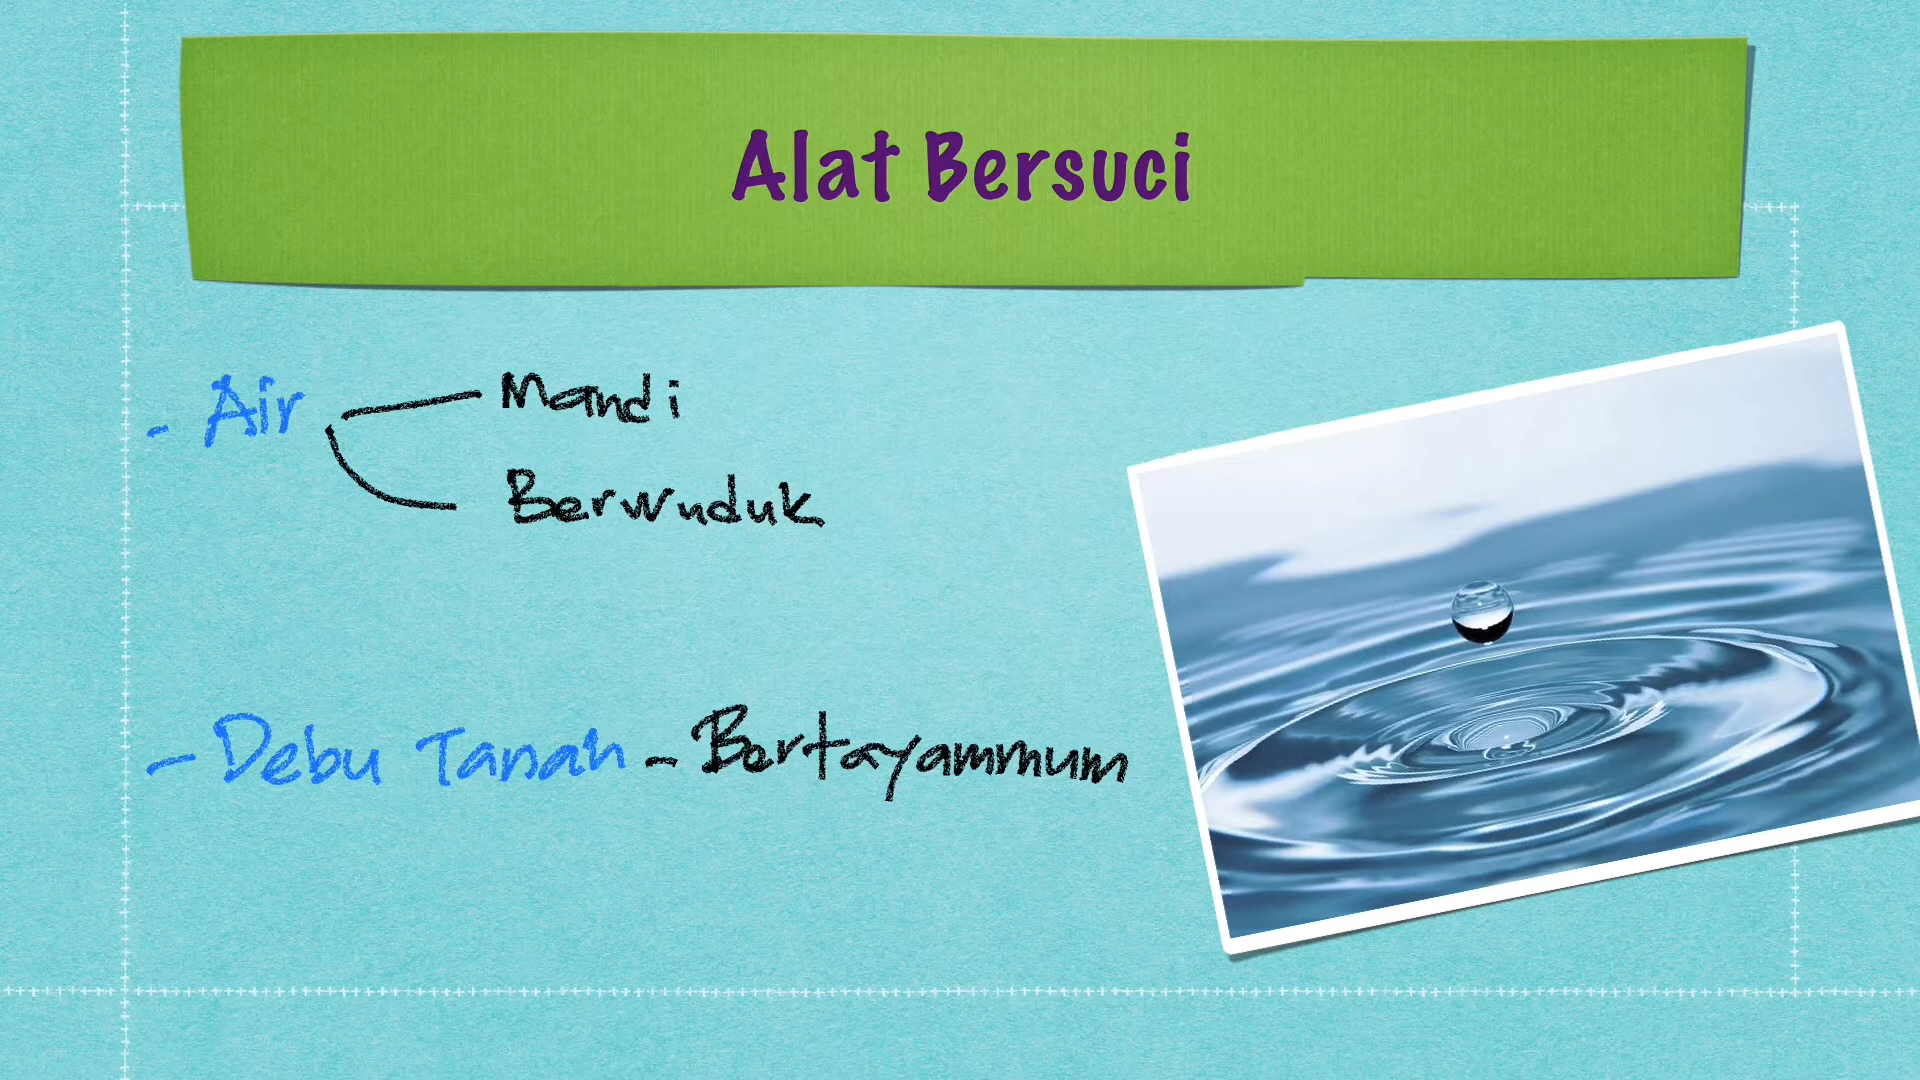 Alat Bersuci
- Air
Mandi
Berwuduk
- Debu Tanah - Bertayammum